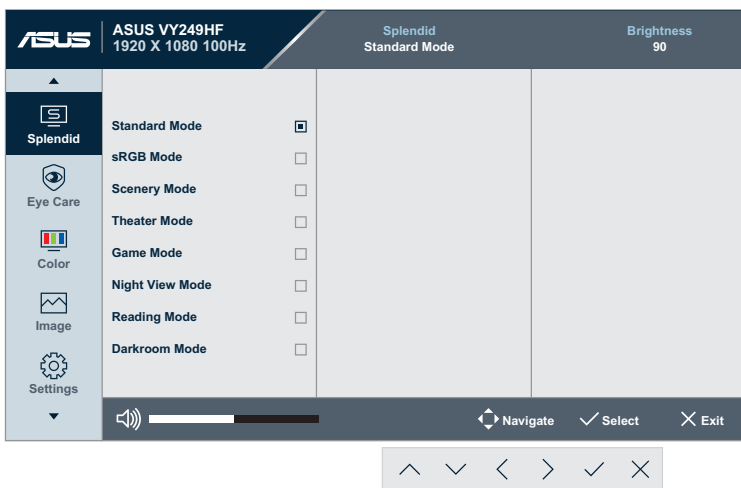 ASUS
ASUS VY249HF
1920 X 1080 100Hz
Splendid
Standard Mode
Brightness
90
Splendid
Eye Care
Color
Image
Settings
Standard Mode
sRGB Mode
Scenery Mode
Theater Mode
Game Mode
Night View Mode
Reading Mode
Darkroom Mode
Navigate
Select
Exit